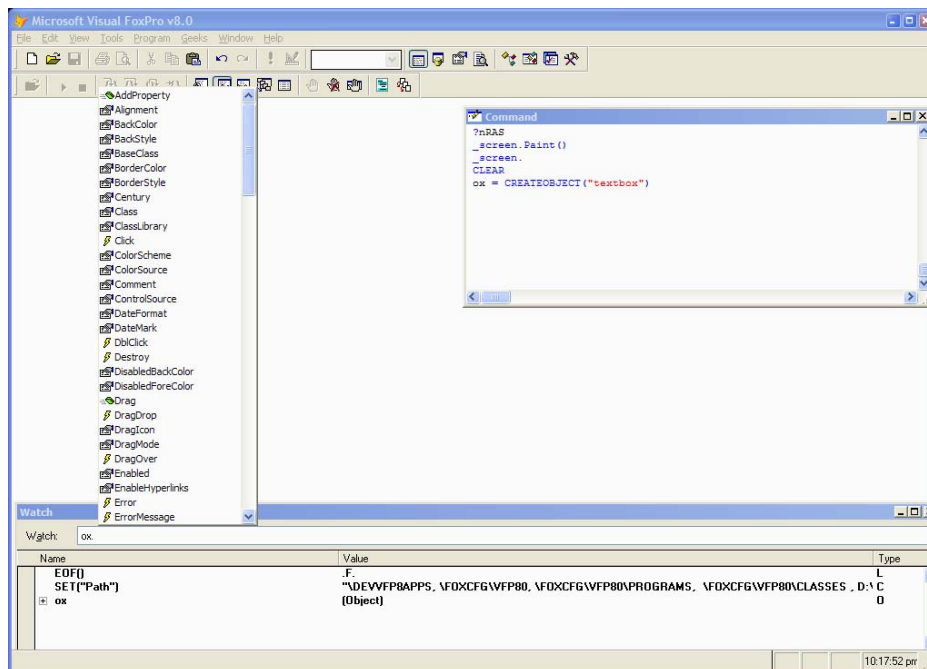 Microsoft Visual FoxPro v8.0
File Edit View Tools Program Geeks Window Help
AddProperty
Alignment
BackColor
BackStyle
BaseClass
BorderColor
BorderStyle
Century
Class
ClassLibrary
Click
ColorScheme
ColorSource
Comment
ControlSource
DateFormat
DateMark
DblClick
Destroy
DisabledBackColor
DisabledForeColor
Drag
DragDrop
DragIcon
DragMode
DragOver
Enabled
EnableHyperlinks
Error
ErrorMessage
Command
?nRAS
_screen.Paint()
_screen.
CLEAR
ox = CREATEOBJECT("textbox")
Watch
Watch: ox.
Name Value Type
EOF() .F. L
SET("Path") "\DEVVFP8APPS, \FOXCFG\VFP80, \FOXCFG\VFP80\PROGRAMS, \FOXCFG\VFP80\CLASSES , D:\ C
ox (Object) O
10:17:52 pm